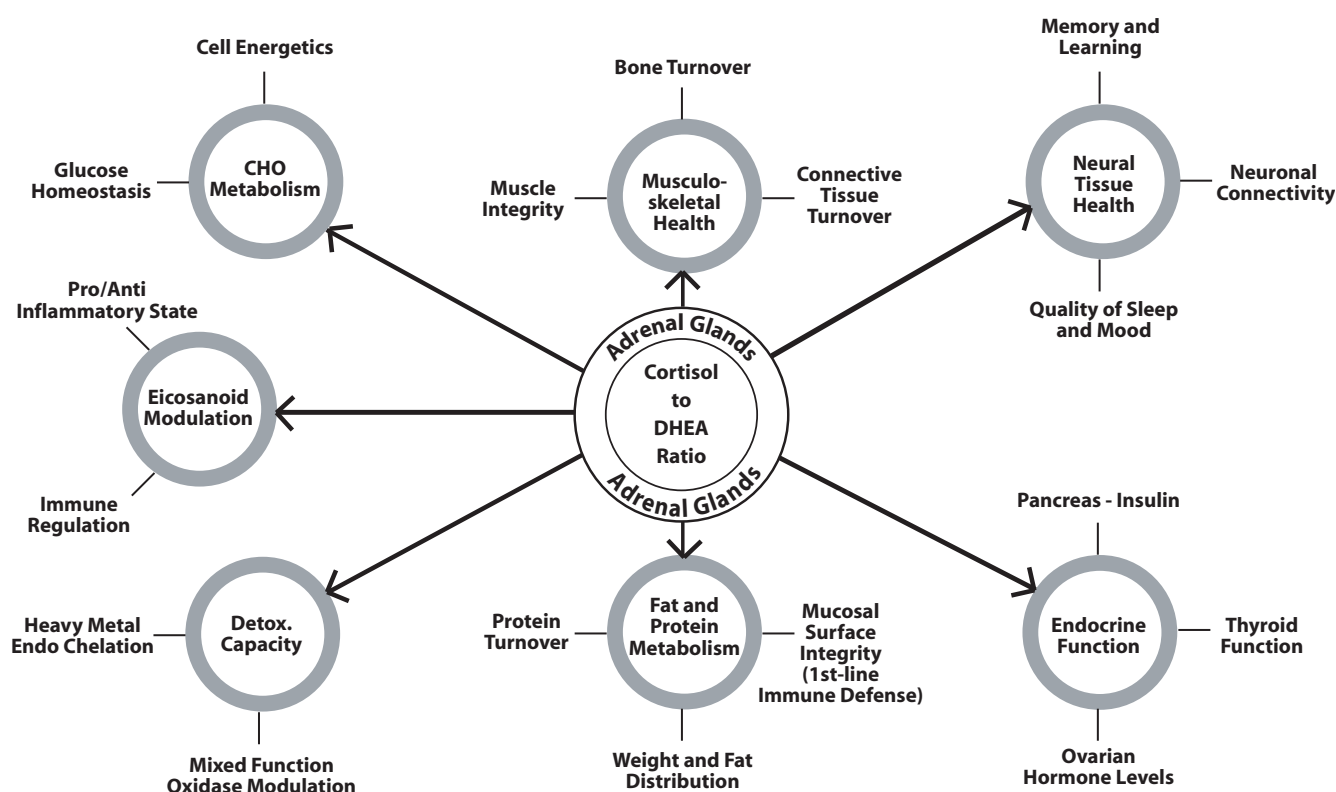 Cell Energetics
Glucose
Homeostasis
CHO
Metabolism
Bone Turnover
Muscle
Integrity
Musculo-
skeletal
Health
Connective
Tissue
Turnover
Memory and
Learning
Neural
Tissue
Health
Neuronal
Connectivity
Quality of Sleep
and Mood
Pro/Anti
Inflammatory State
Eicosanoid
Modulation
Immune
Regulation
Adrenal Glands
Cortisol
to
DHEA
Ratio
Adrenal Glands
Heavy Metal
Endo Chelation
Detox.
Capacity
Mixed Function
Oxidase Modulation
Protein
Turnover
Fat and
Protein
Metabolism
Mucosal
Surface
Integrity
(1st-line
Immune Defense)
Weight and Fat
Distribution
Pancreas - Insulin
Endocrine
Function
Thyroid
Function
Ovarian
Hormone Levels